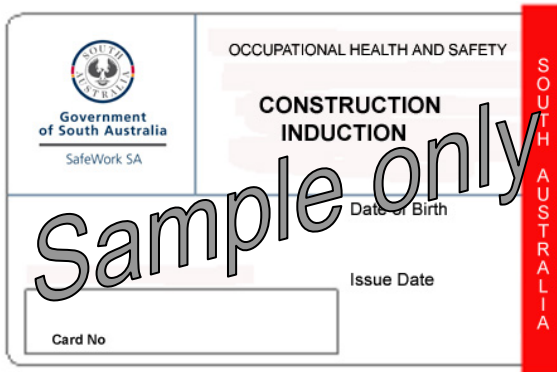 SOUTH
AUSTRALIA
Government
of South Australia
SafeWork SA
OCCUPATIONAL HEALTH AND SAFETY
CONSTRUCTION
INDUCTION
Sample only
Date of Birth
Issue Date
Card No
SOUTH AUSTRALIA